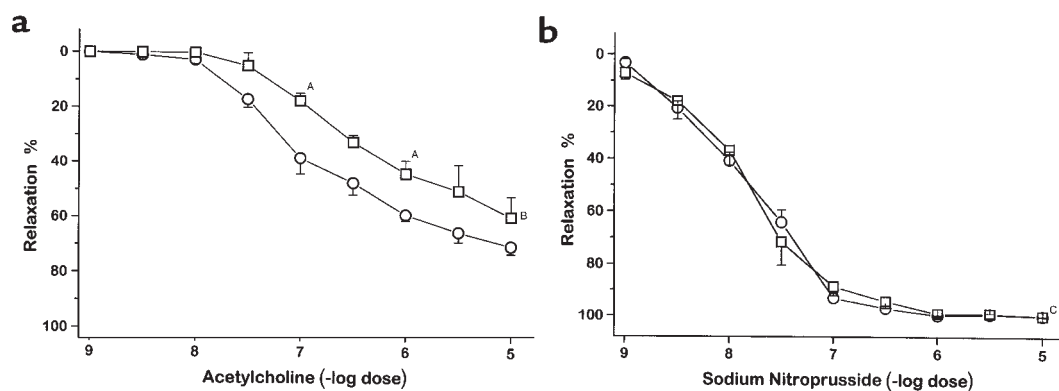 a
0
20
40
60
80
100
Relaxation %
A
A
B
9 8 7 6 5
Acetylcholine (-log dose)
b
0
20
40
60
80
100
Relaxation %
C
9 8 7 6 5
Sodium Nitroprusside (-log dose)